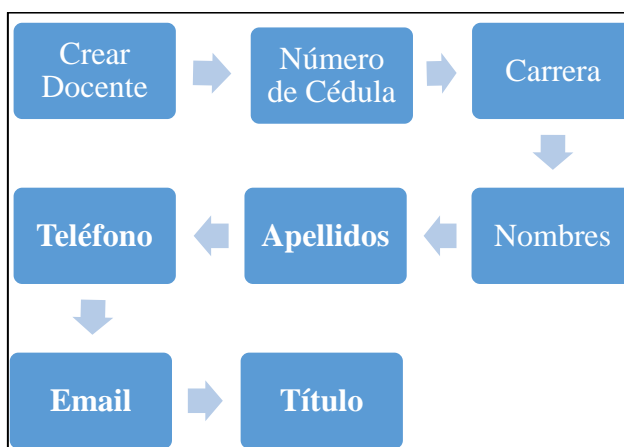 Crear
Docente
Número
de Cédula
Carrera
Nombres
Apellidos
Teléfono
Email
Título